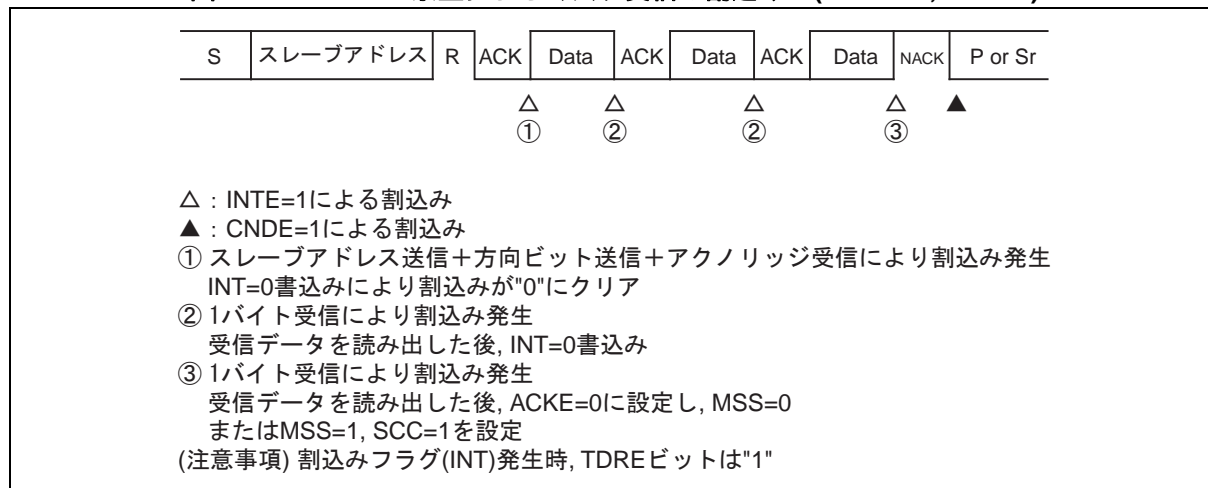 S スレーブアドレス R ACK Data ACK Data ACK Data NACK P or Sr
△ △ △ △ ▲
① ② ② ③
△ : INTE=1による割込み
▲ : CNDE=1による割込み
① スレーブアドレス送信＋方向ビット送信＋アクノリッジ受信により割込み発生
INT=0書込みにより割込みが"0"にクリア
② 1バイト受信により割込み発生
受信データを読み出した後, INT=0書込み
③ 1バイト受信により割込み発生
受信データを読み出した後, ACKE=0に設定し, MSS=0
またはMSS=1, SCC=1を設定
(注意事項) 割込みフラグ(INT)発生時, TDREビットは"1"